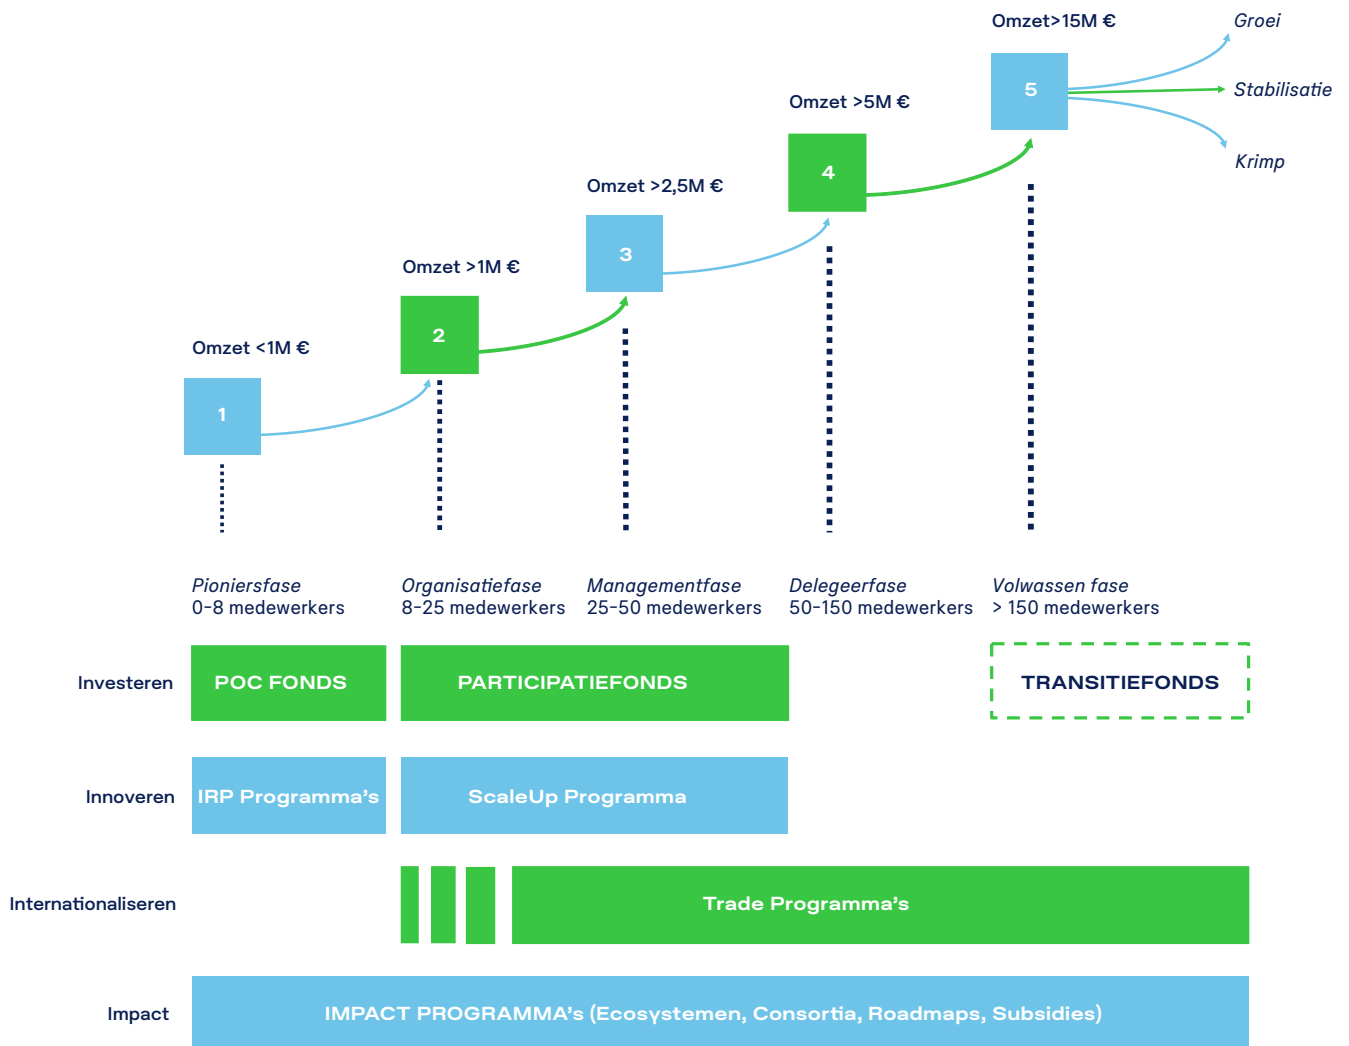 Omzet>15M €
Groei
5
Stabilisatie
Krimp
Omzet >5M €
4
Omzet >2,5M €
3
Omzet >1M €
2
Omzet <1M €
1
Pioniersfase
0-8 medewerkers
Organisatiefase
8-25 medewerkers
Managementfase
25-50 medewerkers
Delegeerfase
50-150 medewerkers
Volwassen fase
> 150 medewerkers
Investeren
POC FONDS
PARTICIPATIEFONDS
TRANSITIEFONDS
Innoveren
IRP Programma's
ScaleUp Programma
Internationaliseren
Trade Programma's
Impact
IMPACT PROGRAMMA's (Ecosystemen, Consortia, Roadmaps, Subsidies)